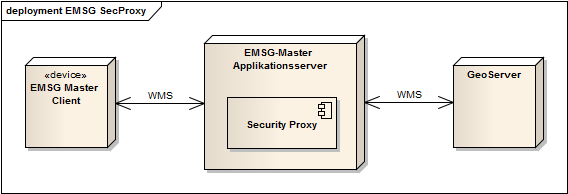 deployment EMSG SecProxy
«device»
EMSG Master
Client
WMS
EMSG-Master
Applikationsserver
Security Proxy
WMS
GeoServer